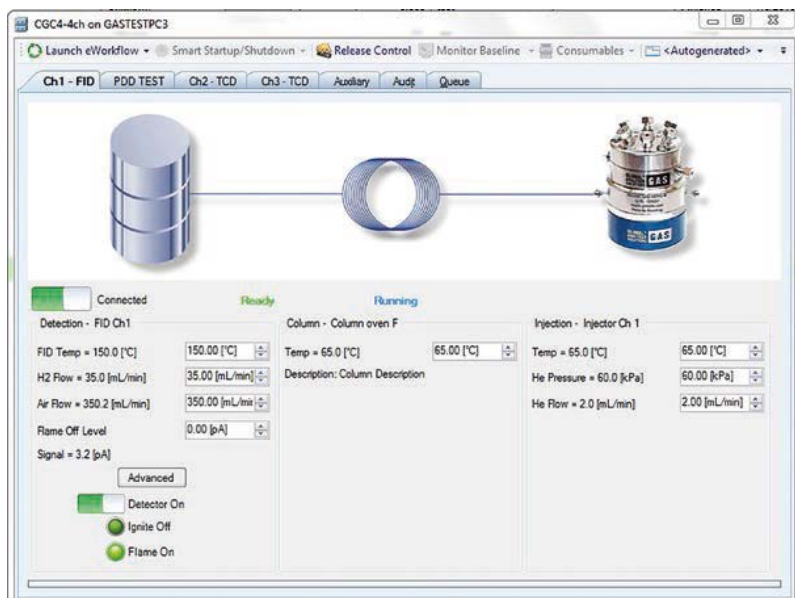 CGC4-4ch on GASTESTPC3
Launch eWorkflow Smart Startup/Shutdown Release Control Monitor Baseline Consumables <Autogenerated>
Ch1 - FID PDD TEST Ch2 - TCD Ch3 - TCD Auxiliary Audit Queue
GAS
GAS
Connected Ready Running
Detection - FID Ch1 Column - Column oven F Injection - Injector Ch 1
FID Temp = 150.0 [°C] 150.00 [°C] Temp = 65.0 [°C] 65.00 [°C] Temp = 65.0 [°C] 65.00 [°C]
H2 Flow = 35.0 [mL/min] 35.00 [mL/min] Description: Column Description He Pressure = 60.0 [kPa] 60.00 [kPa]
Air Flow = 350.2 [mL/min] 350.00 [mL/mir He Flow = 2.0 [mL/min] 2.00 [mL/min]
Flame Off Level 0.00 [pA]
Signal = 3.2 [pA]
Advanced
Detector On
Ignite Off
Flame On